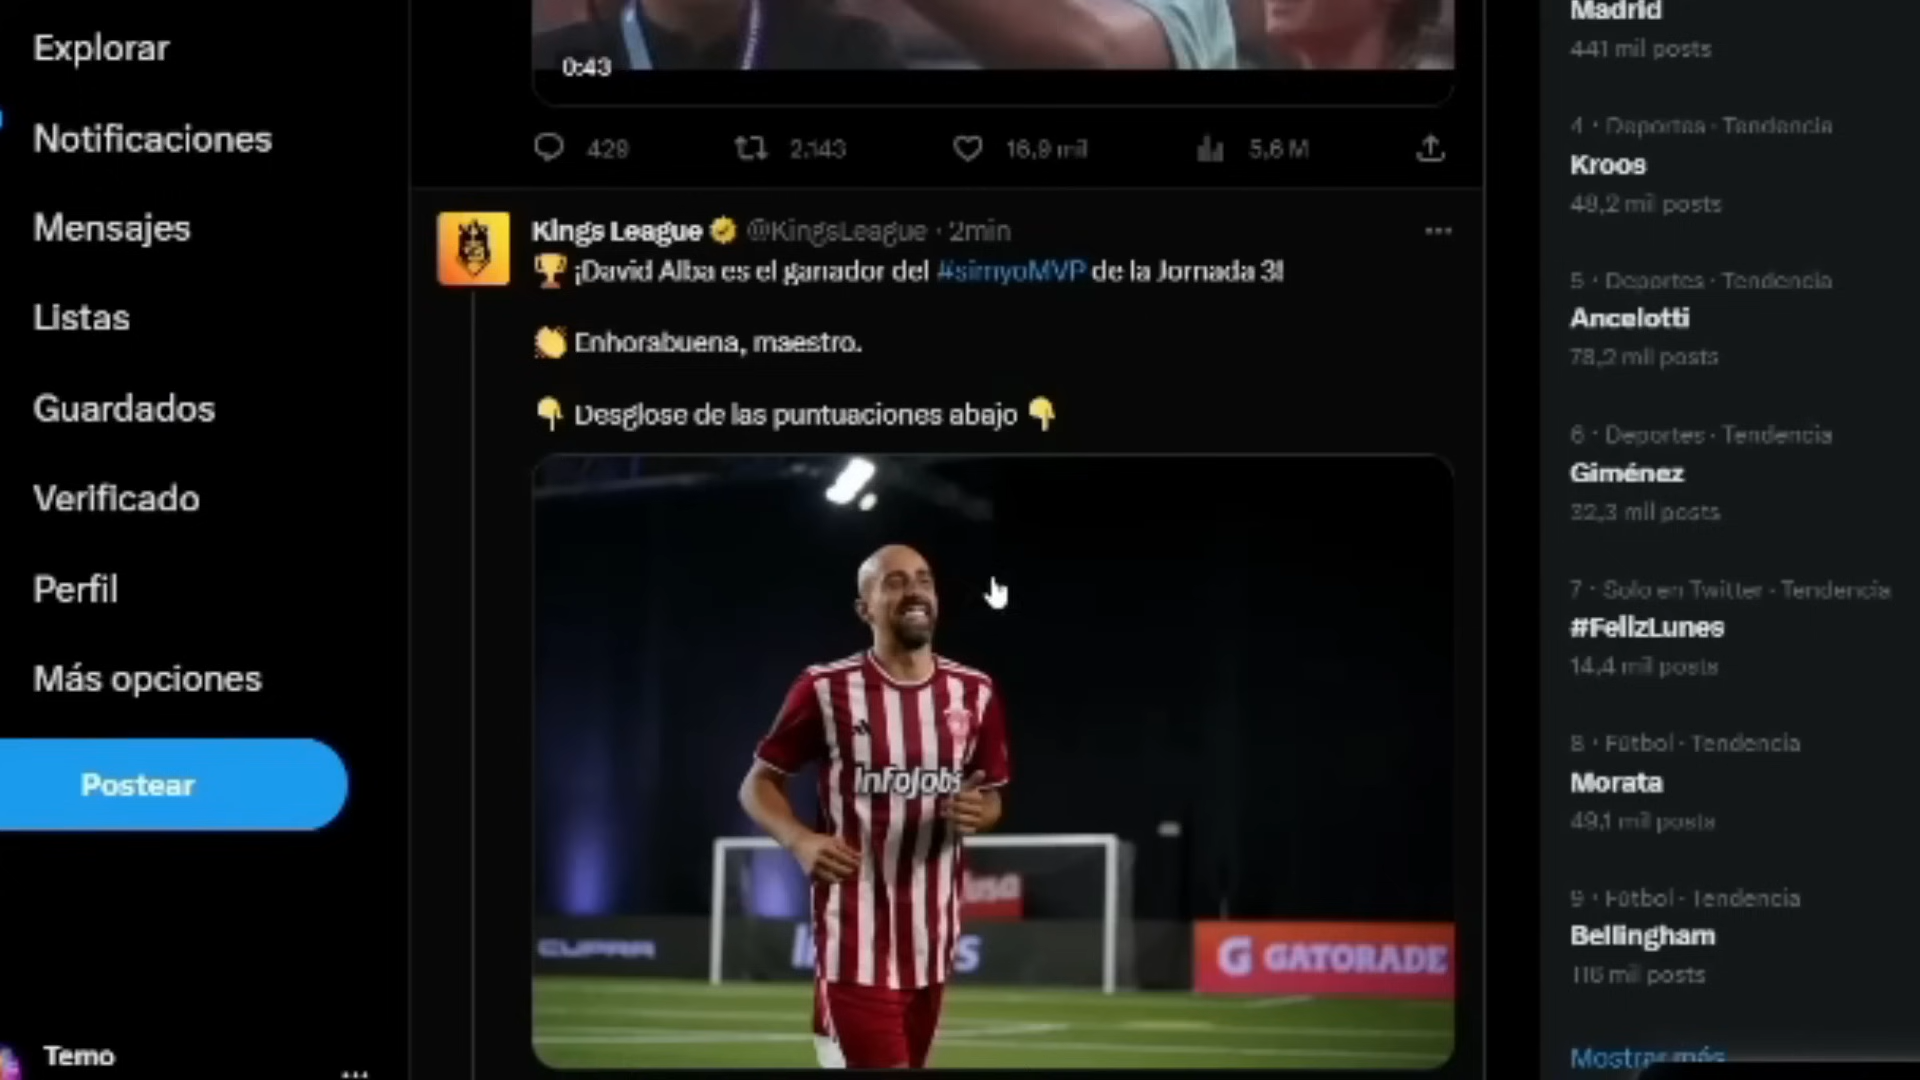 Explorar
Notificaciones
Mensajes
Listas
Guardados
Verificado
Perfil
Más opciones
Postear
Temo
0:43
429
2.143
16,9 mil
5,6 M
Kings League @KingsLeague · 2min
¡David Alba es el ganador del #simyoMVP de la Jornada 3!
Enhorabuena, maestro.
Desglose de las puntuaciones abajo
InfoJobs
CUPRA
GATORADE
Madrid
441 mil posts
4 · Deportes · Tendencia
Kroos
49,2 mil posts
5 · Deportes · Tendencia
Ancelotti
78,2 mil posts
6 · Deportes · Tendencia
Giménez
32,3 mil posts
7 · Solo en Twitter · Tendencia
#FelizLunes
14,4 mil posts
8 · Fútbol · Tendencia
Morata
49,1 mil posts
9 · Fútbol · Tendencia
Bellingham
116 mil posts
Mostrar más